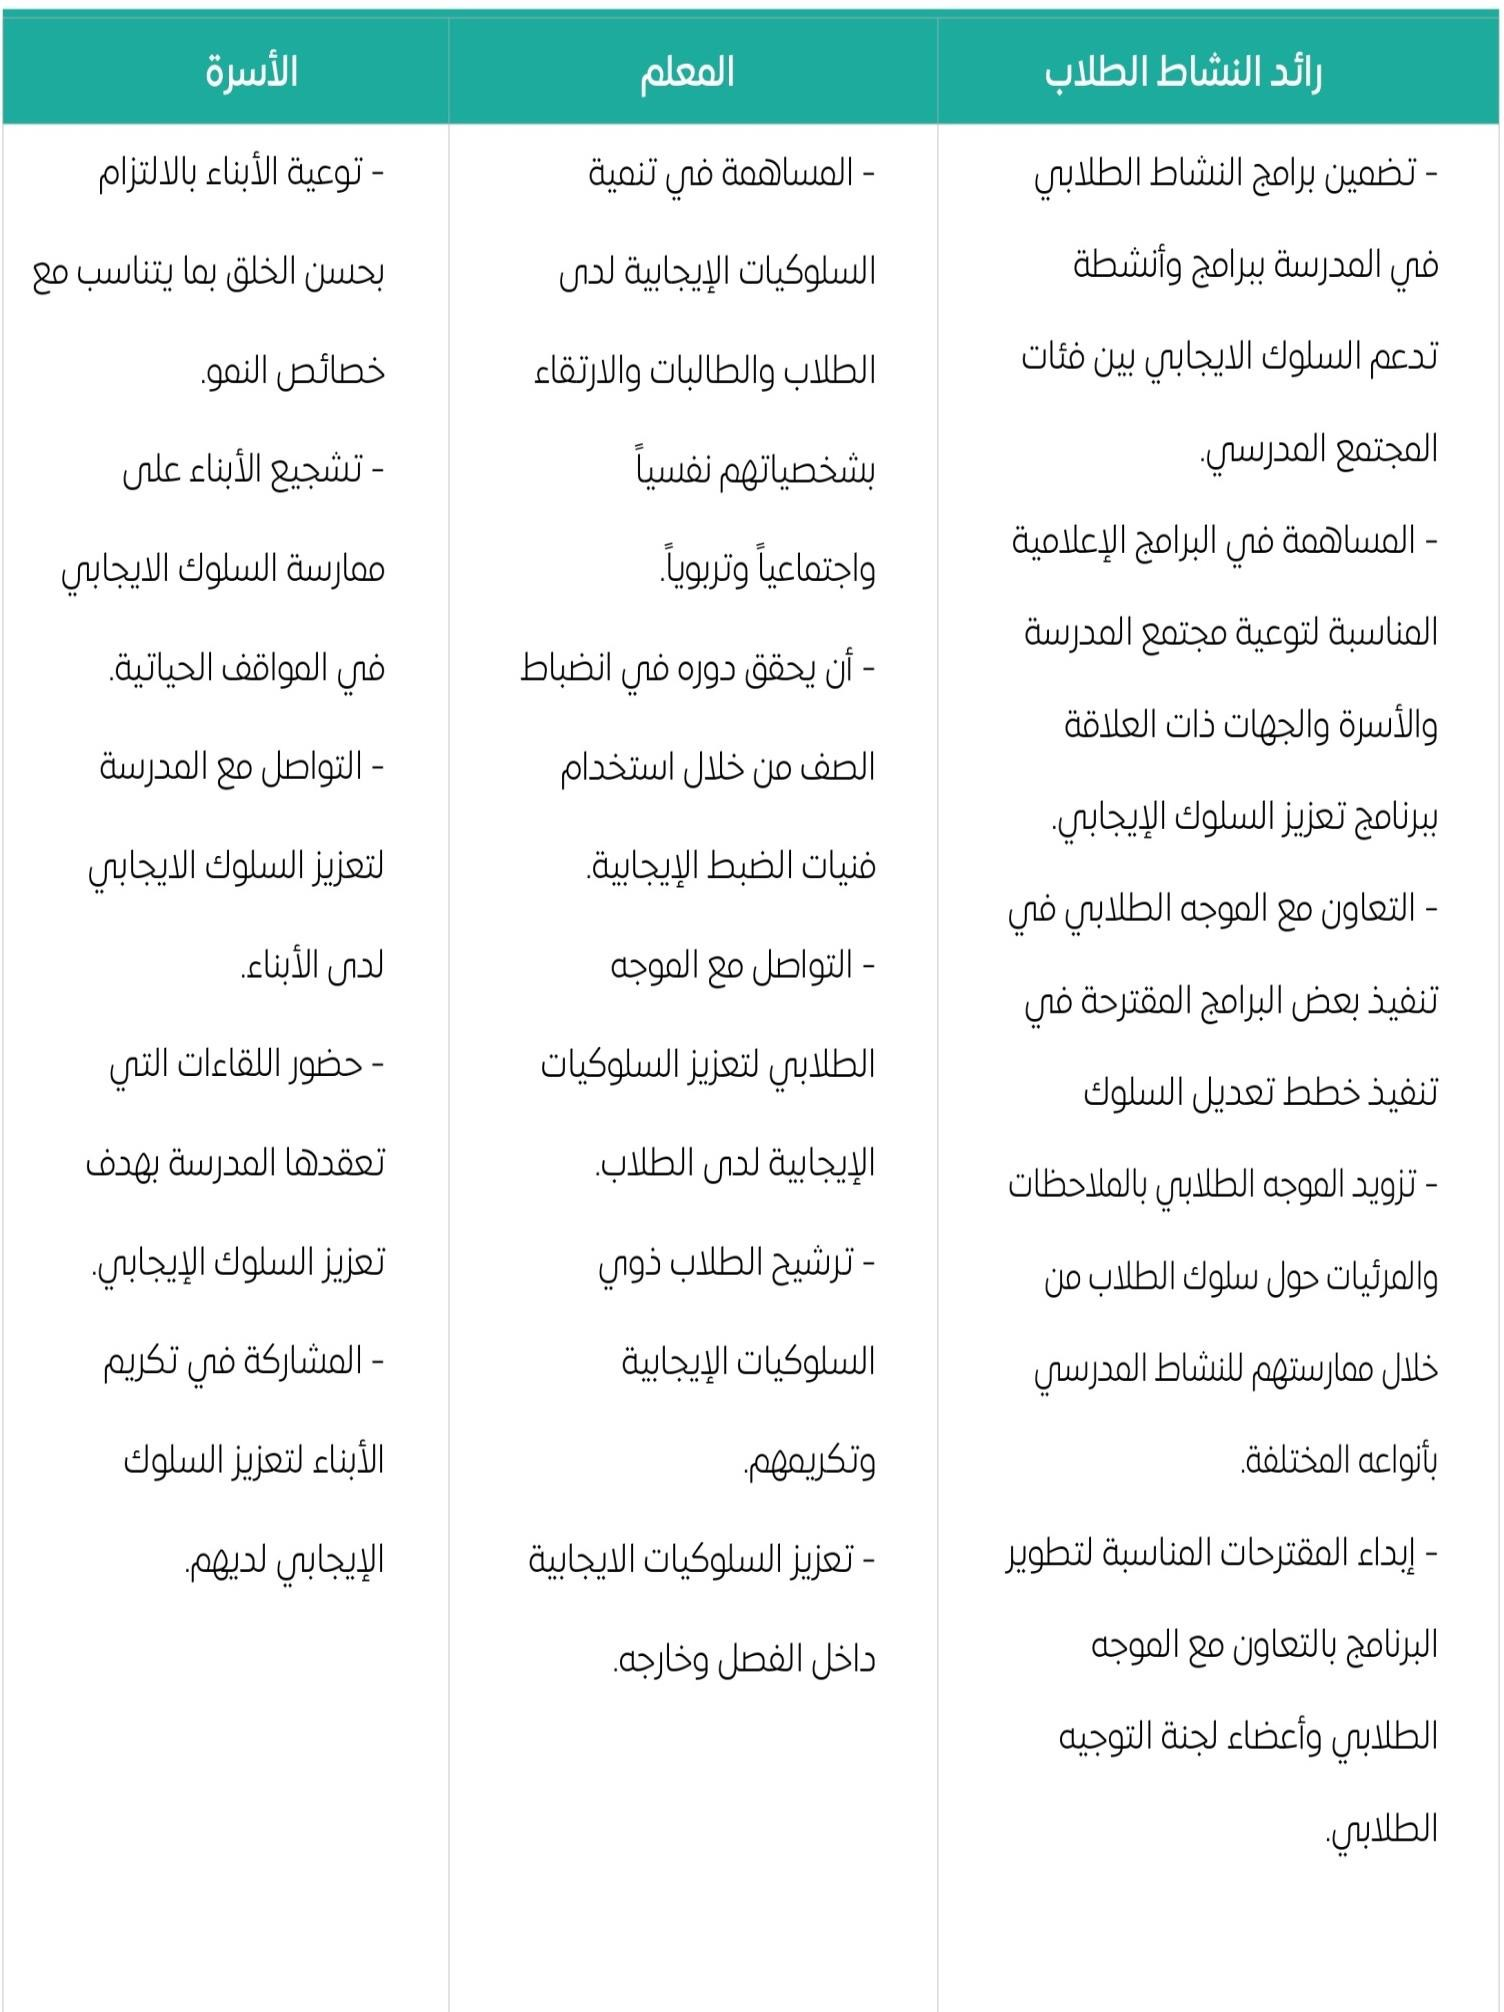 رائد النشاط الطلاب
- تضمين برامج النشاط الطلابي
في المدرسة ببرامج وأنشطة
تدعم السلوك الايجابي بين فئات
المجتمع المدرسي.
- المساهمة في البرامج الإعلامية
المناسبة لتوعية مجتمع المدرسة
والأسرة والجهات ذات العلاقة
ببرنامج تعزيز السلوك الإيجابي.
- التعاون مع الموجه الطلابي في
تنفيذ بعض البرامج المقترحة في
تنفيذ خطط تعديل السلوك
- تزويد الموجه الطلابي بالملاحظات
والمرئيات حول سلوك الطلاب من
خلال ممارستهم للنشاط المدرسي
بأنواعه المختلفة.
- إبداء المقترحات المناسبة لتطوير
البرنامج بالتعاون مع الموجه
الطلابي وأعضاء لجنة التوجيه
الطلابي.
المعلم
- المساهمة في تنمية
السلوكيات الإيجابية لدى
الطلاب والطالبات والارتقاء
بشخصياتهم نفسياً
واجتماعياً وتربوياً.
- أن يحقق دوره في انضباط
الصف من خلال استخدام
فنيات الضبط الإيجابية.
- التواصل مع الموجه
الطلابي لتعزيز السلوكيات
الإيجابية لدى الطلاب.
- ترشيح الطلاب ذوي
السلوكيات الإيجابية
وتكريمهم.
- تعزيز السلوكيات الايجابية
داخل الفصل وخارجه.
الأسرة
- توعية الأبناء بالالتزام
بحسن الخلق بما يتناسب مع
خصائص النمو.
- تشجيع الأبناء على
ممارسة السلوك الايجابي
في المواقف الحياتية.
- التواصل مع المدرسة
لتعزيز السلوك الايجابي
لدى الأبناء.
- حضور اللقاءات التي
تعقدها المدرسة بهدف
تعزيز السلوك الإيجابي.
- المشاركة في تكريم
الأبناء لتعزيز السلوك
الإيجابي لديهم.